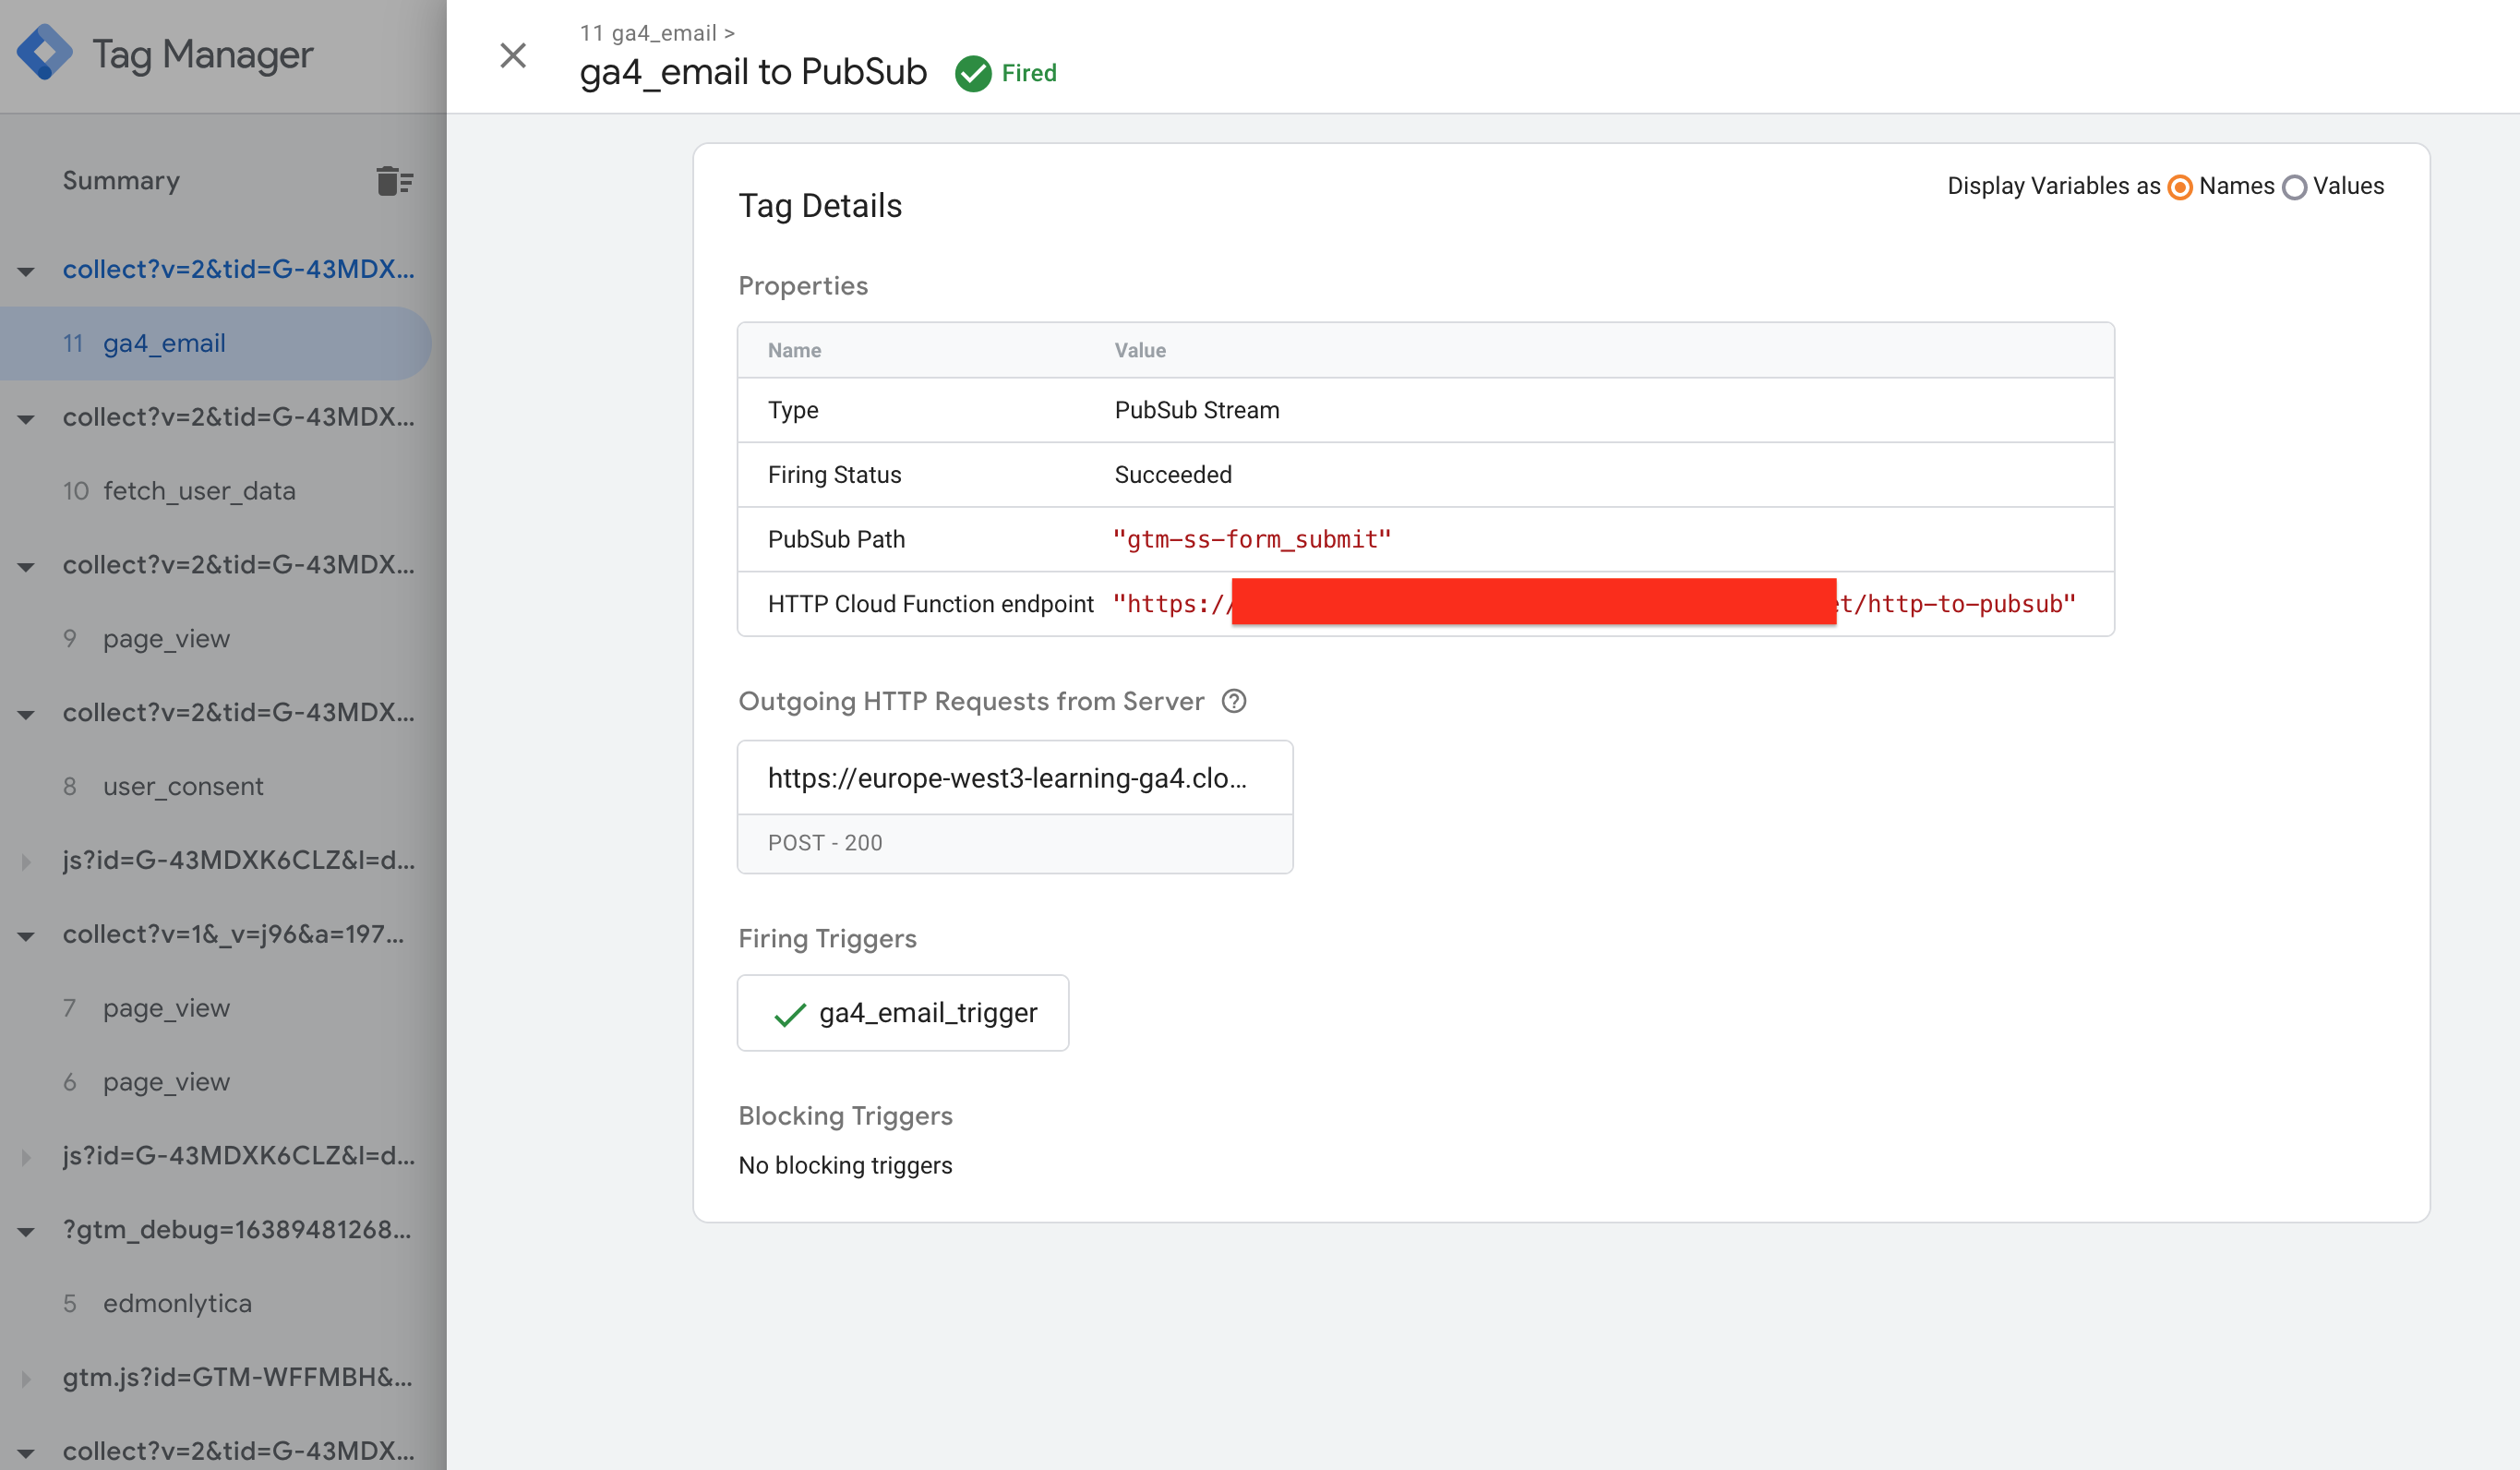 Tag Manager
Summary
collect?v=2&tid=G-43MDX...
11 ga4_email
collect?v=2&tid=G-43MDX...
10 fetch_user_data
collect?v=2&tid=G-43MDX...
9 page_view
collect?v=2&tid=G-43MDX...
8 user_consent
js?id=G-43MDXK6CLZ&l=d...
collect?v=1&_v=j96&a=197...
7 page_view
6 page_view
js?id=G-43MDXK6CLZ&l=d...
?gtm_debug=16389481268...
5 edmonlytica
gtm.js?id=GTM-WFFMBH&...
collect?v=2&tid=G-43MDX...
11 ga4_email >
ga4_email to PubSub Fired
Tag Details
Display Variables as Names Values
Properties
Name Value
Type PubSub Stream
Firing Status Succeeded
PubSub Path "gtm-ss-form_submit"
HTTP Cloud Function endpoint "https:// t/http-to-pubsub"
Outgoing HTTP Requests from Server
https://europe-west3-learning-ga4.clo...
POST - 200
Firing Triggers
ga4_email_trigger
Blocking Triggers
No blocking triggers